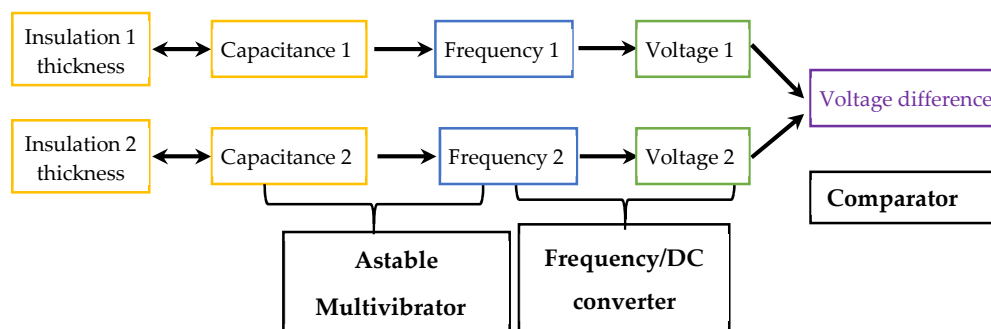 Insulation 1
thickness
Capacitance 1
Frequency 1
Voltage 1
Voltage difference
Insulation 2
thickness
Capacitance 2
Frequency 2
Voltage 2
Comparator
Astable
Multivibrator
Frequency/DC
converter